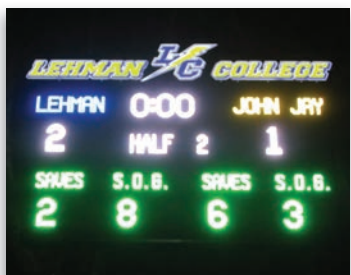 LEHMAN LC COLLEGE
LEHMAN 0:00 JOHN JAY
2 HALF 2 1
SAVES S.O.G. SAVES S.O.G.
2 8 6 3